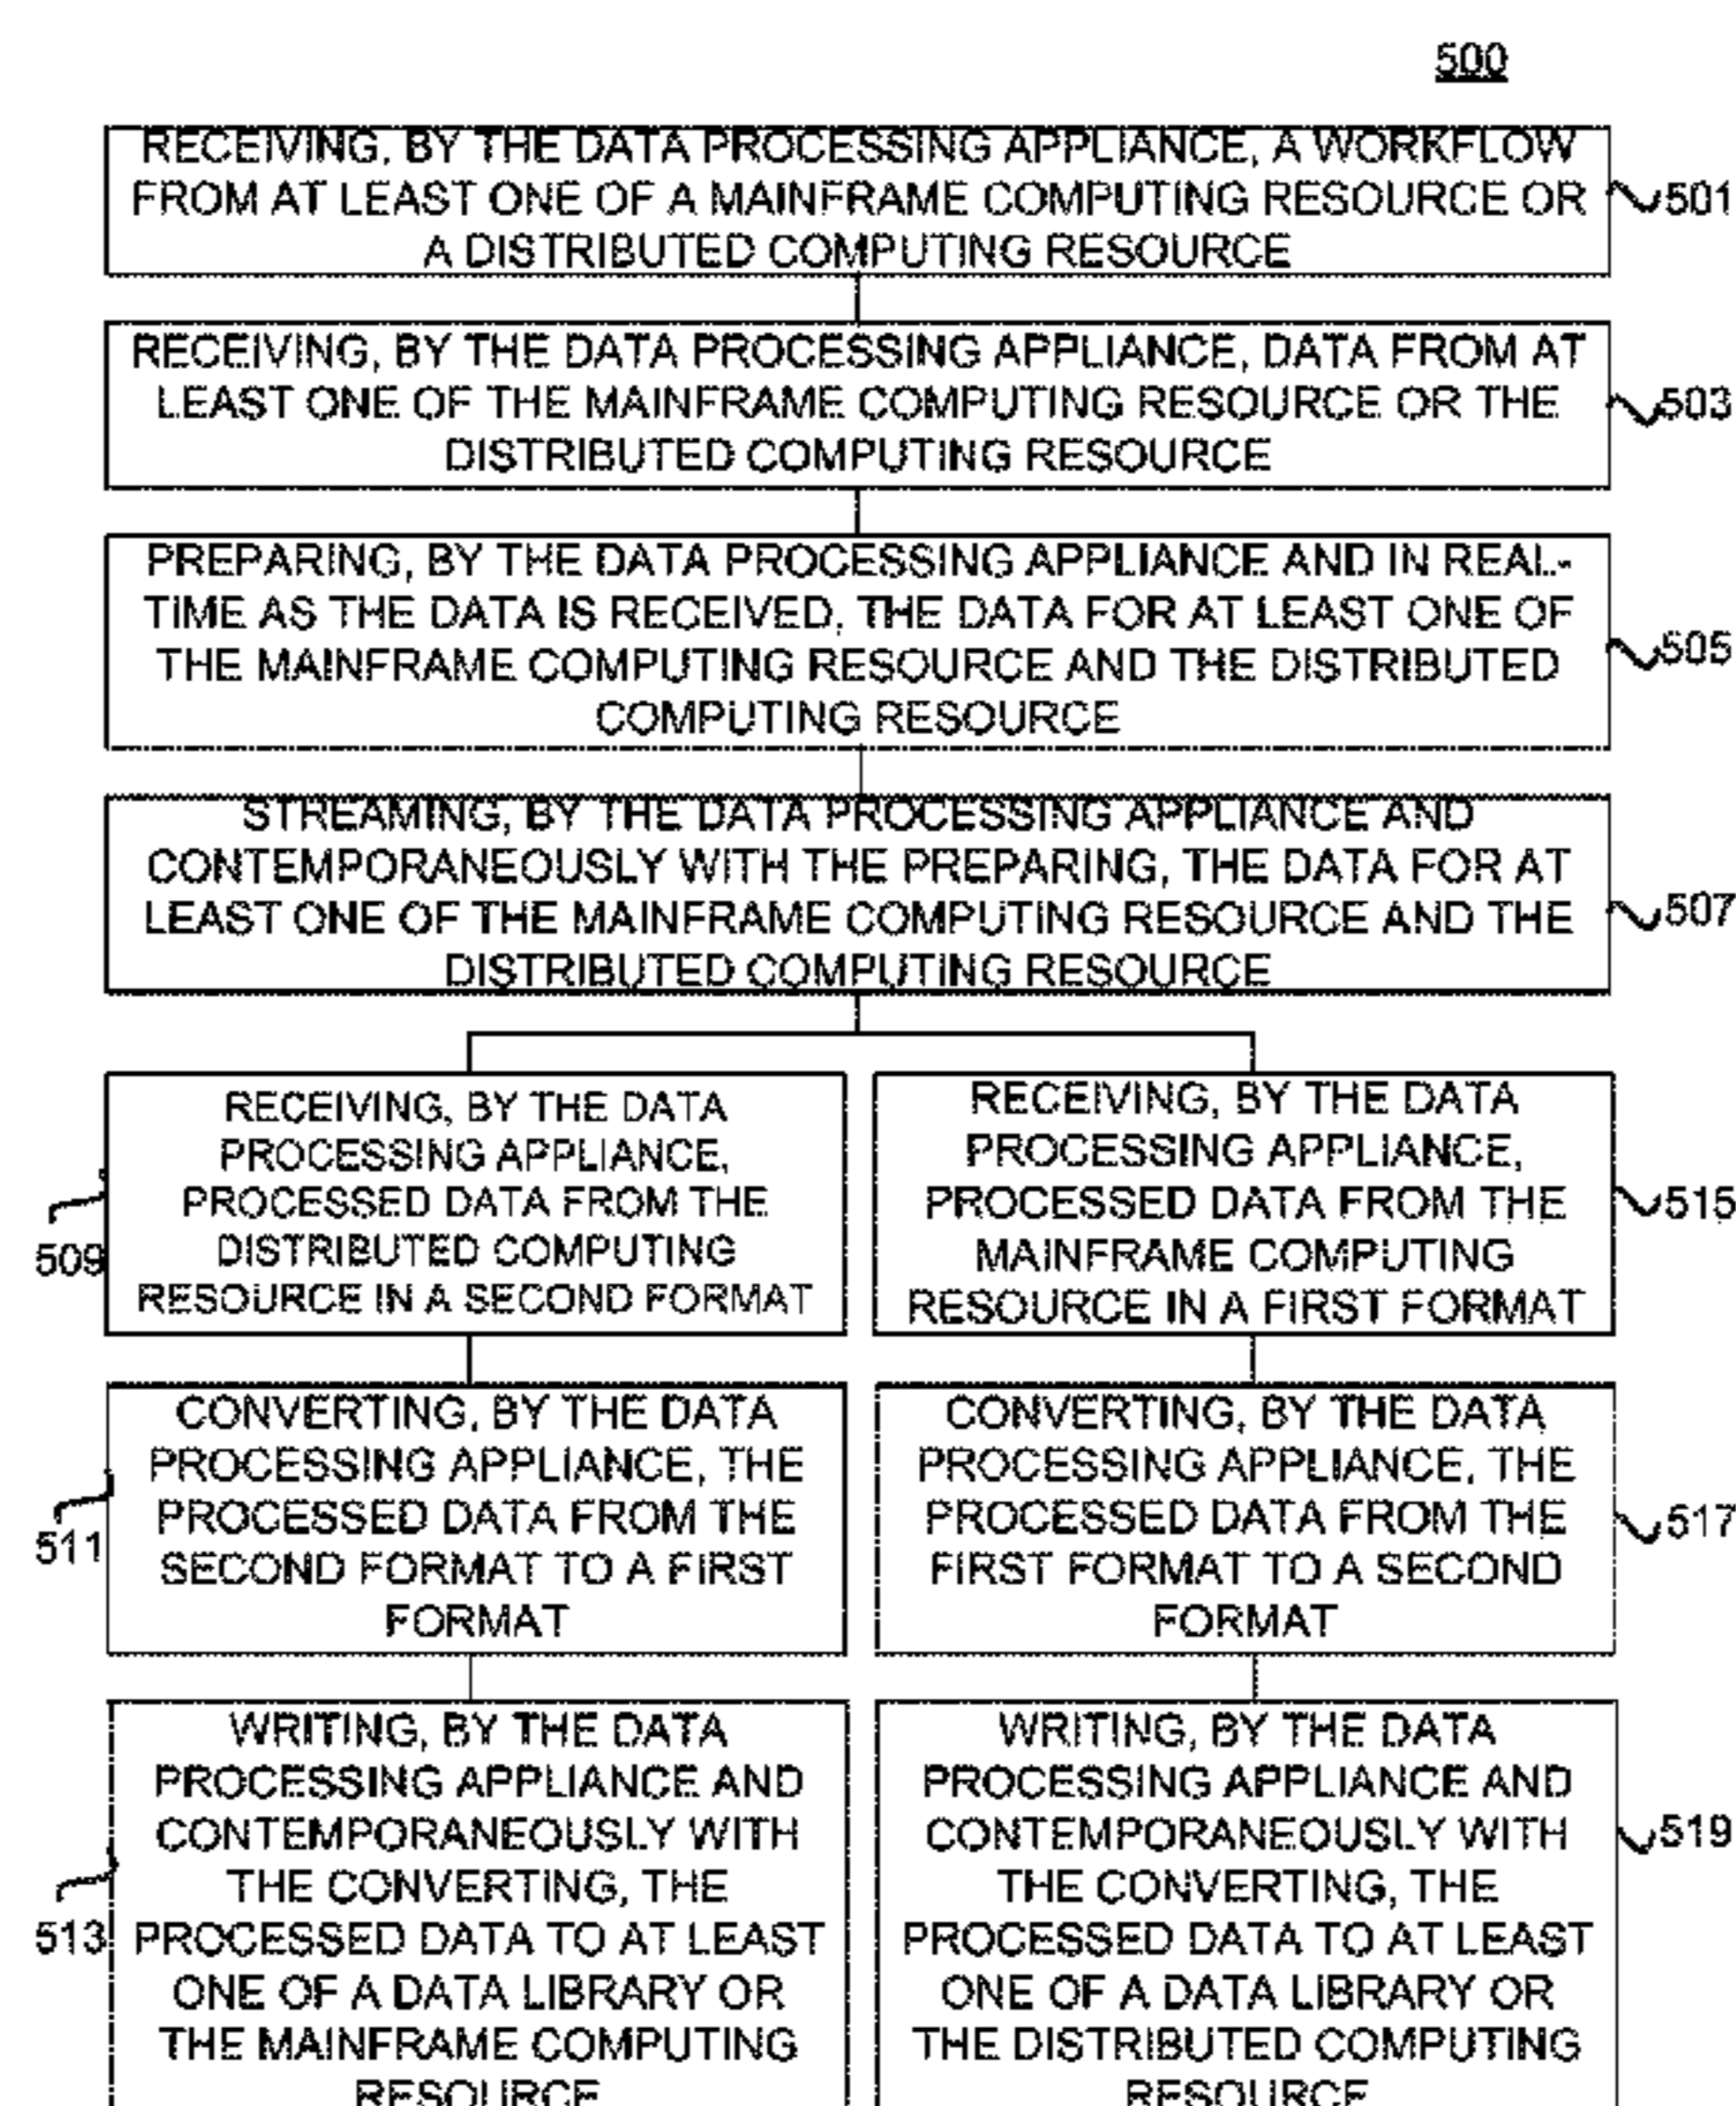 500
RECEIVING, BY THE DATA PROCESSING APPLIANCE, A WORKFLOW
FROM AT LEAST ONE OF A MAINFRAME COMPUTING RESOURCE OR
A DISTRIBUTED COMPUTING RESOURCE
501
RECEIVING, BY THE DATA PROCESSING APPLIANCE, DATA FROM AT
LEAST ONE OF THE MAINFRAME COMPUTING RESOURCE OR THE
DISTRIBUTED COMPUTING RESOURCE
503
PREPARING, BY THE DATA PROCESSING APPLIANCE AND IN REAL-
TIME AS THE DATA IS RECEIVED, THE DATA FOR AT LEAST ONE OF
THE MAINFRAME COMPUTING RESOURCE AND THE DISTRIBUTED
COMPUTING RESOURCE
505
STREAMING, BY THE DATA PROCESSING APPLIANCE AND
CONTEMPORANEOUSLY WITH THE PREPARING, THE DATA FOR AT
LEAST ONE OF THE MAINFRAME COMPUTING RESOURCE AND THE
DISTRIBUTED COMPUTING RESOURCE
507
RECEIVING, BY THE DATA
PROCESSING APPLIANCE,
PROCESSED DATA FROM THE
DISTRIBUTED COMPUTING
RESOURCE IN A SECOND FORMAT
509
RECEIVING, BY THE DATA
PROCESSING APPLIANCE,
PROCESSED DATA FROM THE
MAINFRAME COMPUTING
RESOURCE IN A FIRST FORMAT
515
CONVERTING, BY THE DATA
PROCESSING APPLIANCE, THE
PROCESSED DATA FROM THE
SECOND FORMAT TO A FIRST
FORMAT
511
CONVERTING, BY THE DATA
PROCESSING APPLIANCE, THE
PROCESSED DATA FROM THE
FIRST FORMAT TO A SECOND
FORMAT
517
WRITING, BY THE DATA
PROCESSING APPLIANCE AND
CONTEMPORANEOUSLY WITH
THE CONVERTING, THE
PROCESSED DATA TO AT LEAST
ONE OF A DATA LIBRARY OR
THE MAINFRAME COMPUTING
RESOURCE
513
WRITING, BY THE DATA
PROCESSING APPLIANCE AND
CONTEMPORANEOUSLY WITH
THE CONVERTING, THE
PROCESSED DATA TO AT LEAST
ONE OF A DATA LIBRARY OR
THE DISTRIBUTED COMPUTING
RESOURCE
519